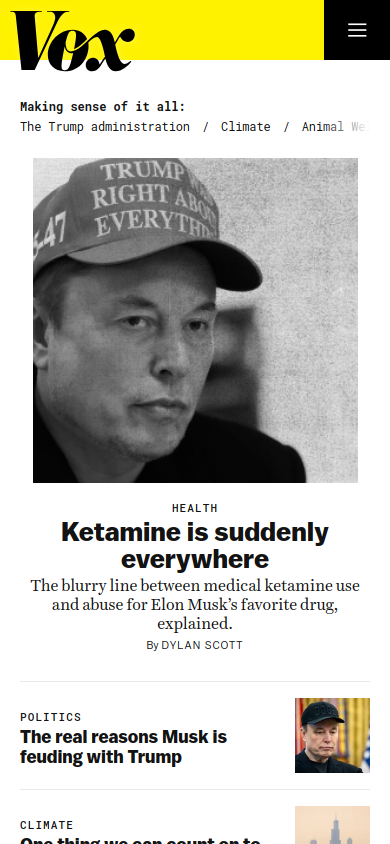 Vox
Making sense of it all:
The Trump administration / Climate / Animal We
TRUMP
RIGHT ABOUT
EVERYTHING
-47
HEALTH
Ketamine is suddenly
everywhere
The blurry line between medical ketamine use
and abuse for Elon Musk’s favorite drug,
explained.
By DYLAN SCOTT
POLITICS
The real reasons Musk is
feuding with Trump
CLIMATE
One thing we can count on to